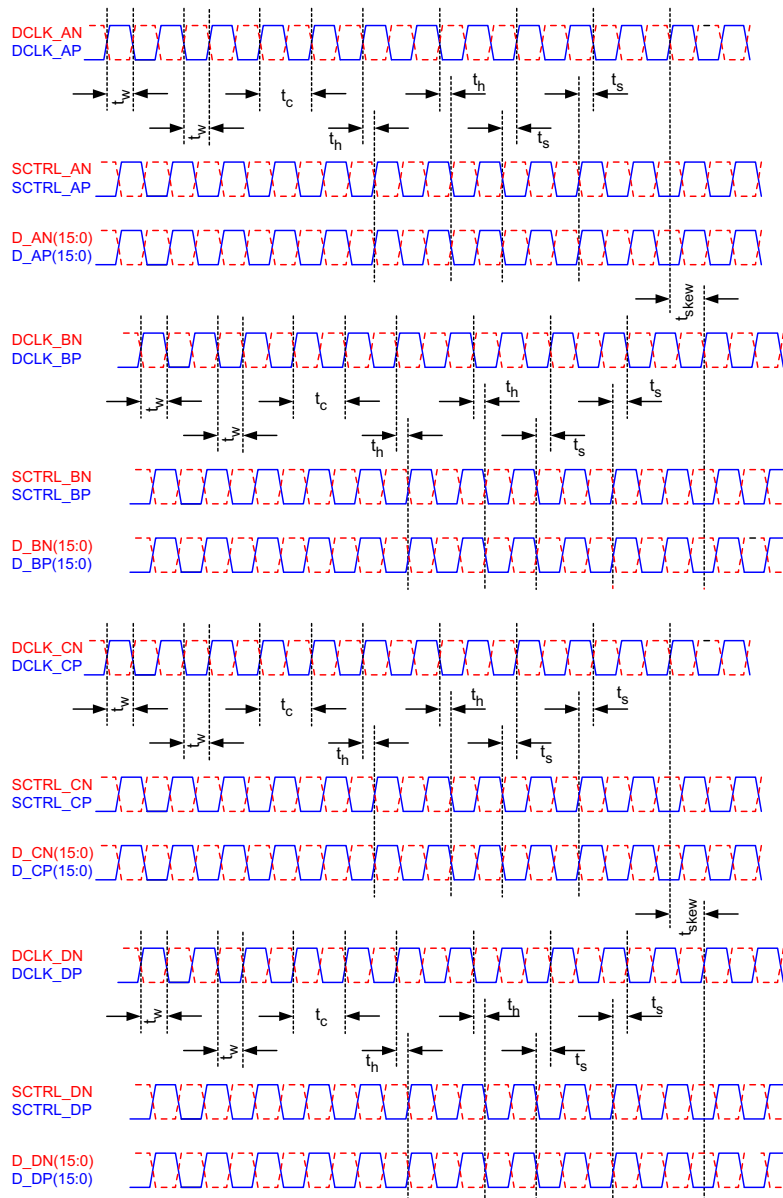 DCLK_AN
DCLK_AP
tw
tc
th
ts
tw
th
ts
SCTRL_AN
SCTRL_AP
D_AN(15:0)
D_AP(15:0)
tskew
DCLK_BN
DCLK_BP
tw
tc
th
ts
tw
th
ts
SCTRL_BN
SCTRL_BP
D_BN(15:0)
D_BP(15:0)
DCLK_CN
DCLK_CP
tw
tc
th
ts
tw
th
ts
SCTRL_CN
SCTRL_CP
D_CN(15:0)
D_CP(15:0)
tskew
DCLK_DN
DCLK_DP
tw
tc
th
ts
tw
th
ts
SCTRL_DN
SCTRL_DP
D_DN(15:0)
D_DP(15:0)